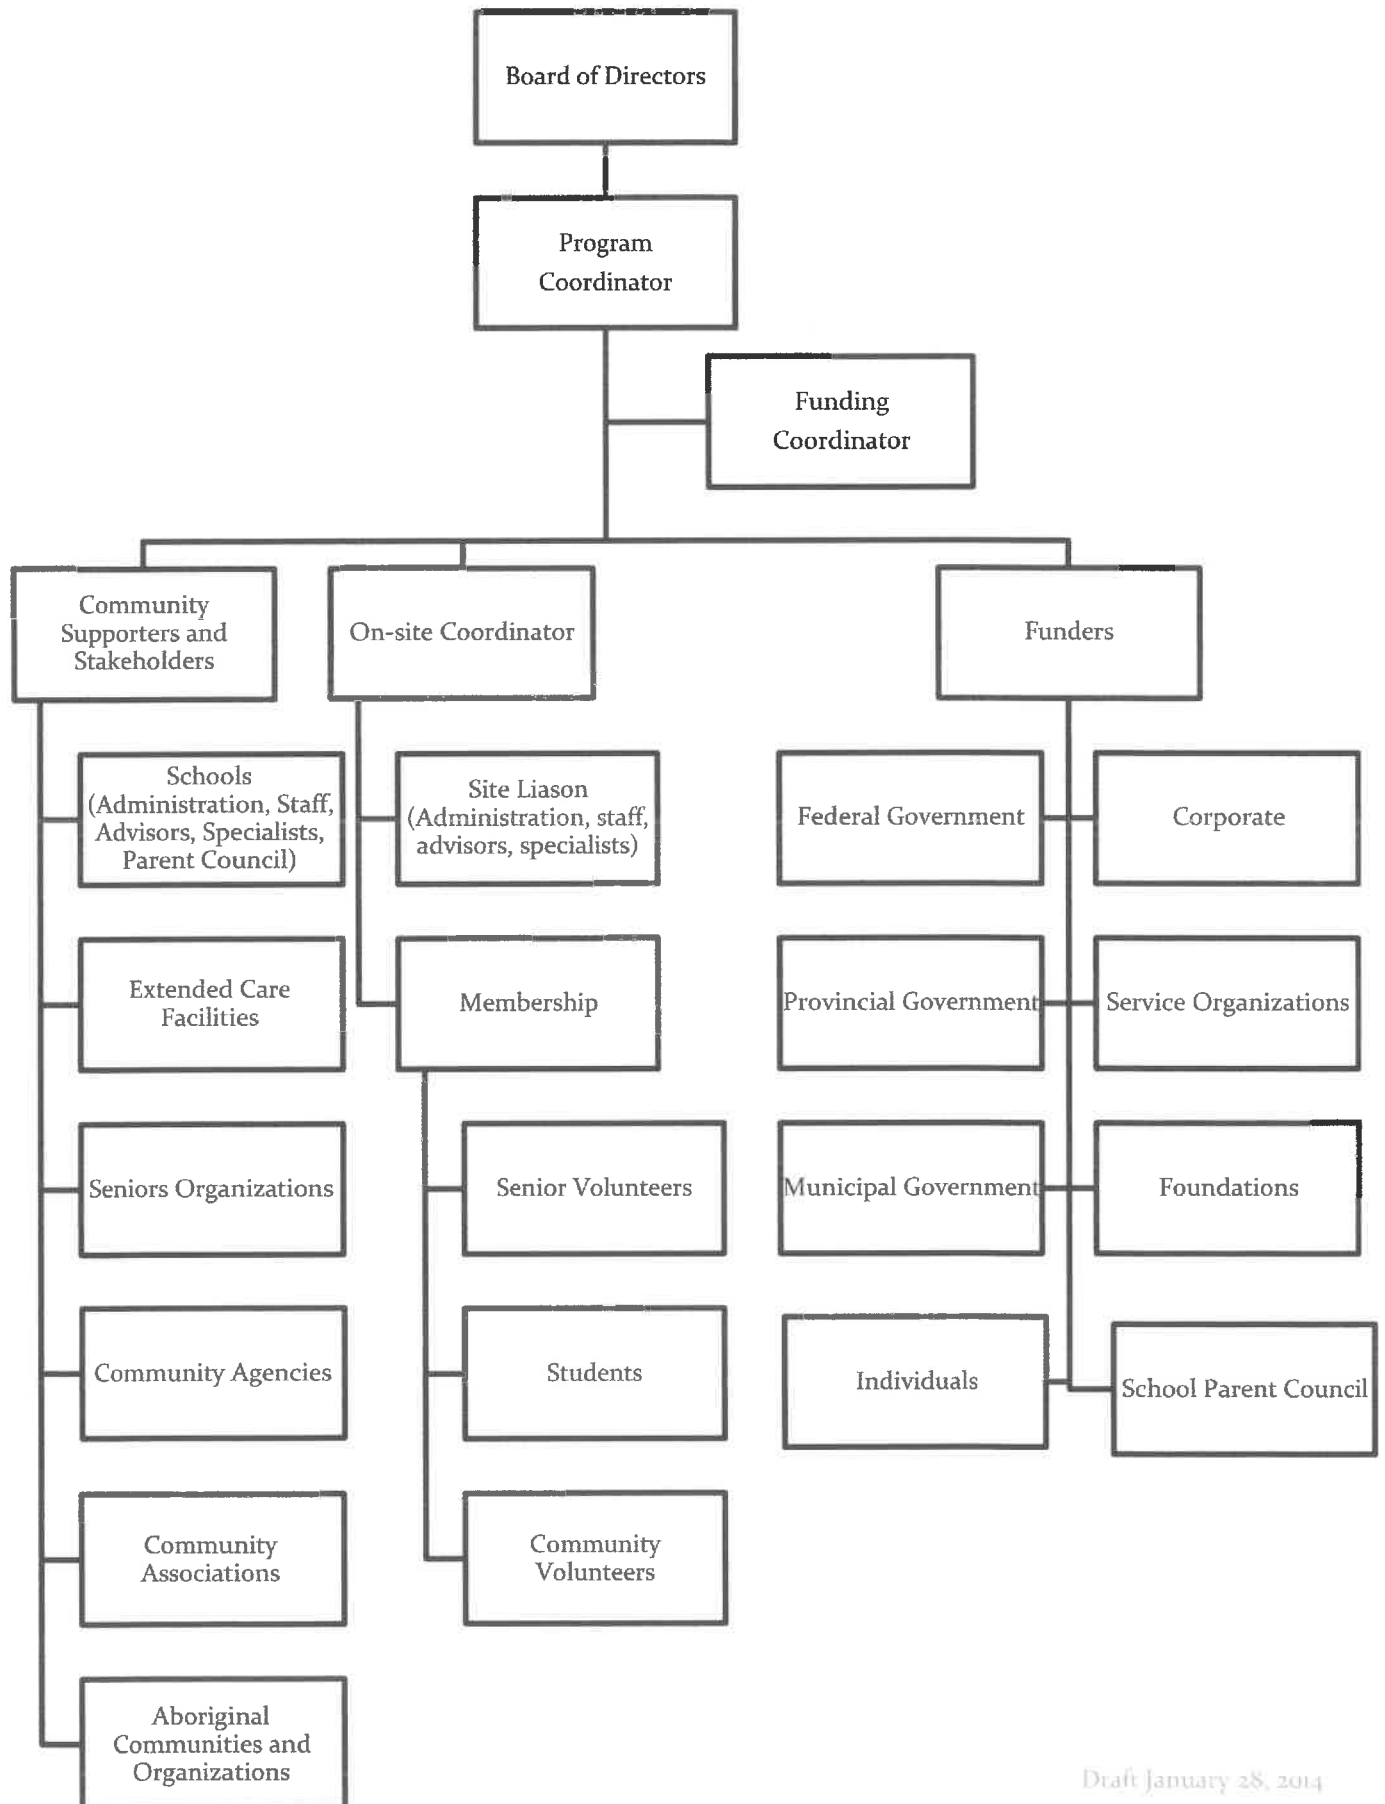 Board of Directors
Program
Coordinator
Funding
Coordinator
Community
Supporters and
Stakeholders
On-site Coordinator
Funders
Schools
(Administration, Staff,
Advisors, Specialists,
Parent Council)
Site Liason
(Administration, staff,
advisors, specialists)
Federal Government
Corporate
Extended Care
Facilities
Membership
Provincial Government
Service Organizations
Seniors Organizations
Senior Volunteers
Municipal Government
Foundations
Community Agencies
Students
Individuals
School Parent Council
Community
Associations
Community
Volunteers
Aboriginal
Communities and
Organizations
Draft January 28, 2014